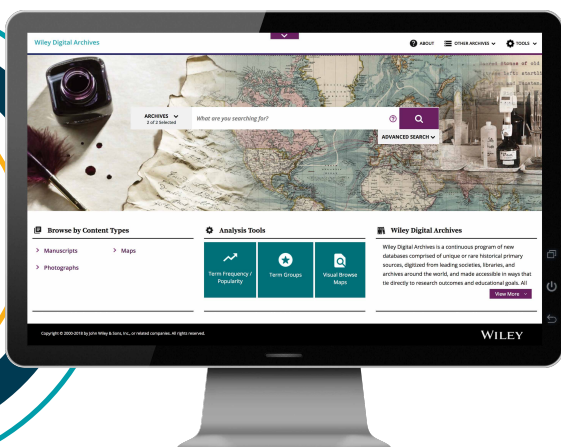 Wiley Digital Archives
ABOUT
OTHER ARCHIVES
TOOLS
ARCHIVES
2 of 2 Selected
What are you searching for?
ADVANCED SEARCH
Browse by Content Types
Manuscripts
Maps
Photographs
Analysis Tools
Term Frequency /
Popularity
Term Groups
Visual Browse
Maps
Wiley Digital Archives
Wiley Digital Archives is a continuous program of new
databases comprised of unique or rare historical primary
sources, digitized from leading societies, libraries, and
archives around the world, and made accessible in ways that
tie directly to research outcomes and educational goals. All
View More
Copyright © 2000-2018 by John Wiley & Sons, Inc., or related companies. All rights reserved.
WILEY